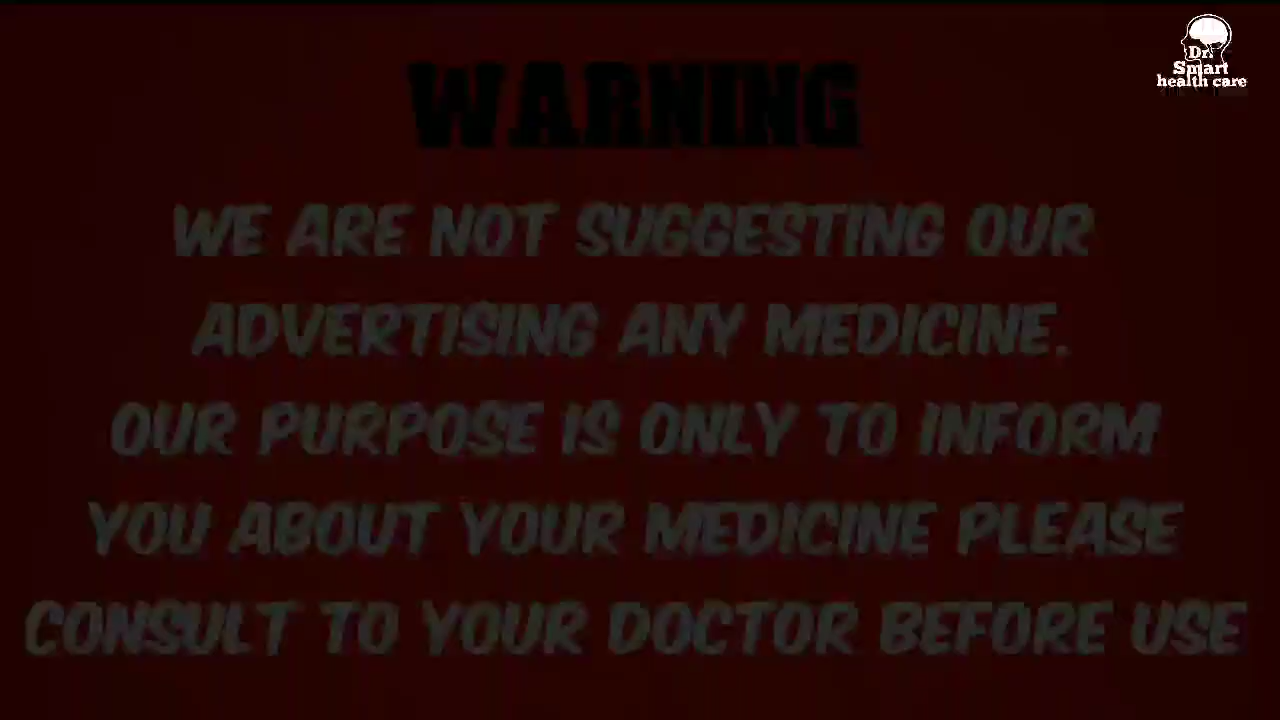 Dr.
Smart
health care
WARNING
WE ARE NOT SUGGESTING OUR
ADVERTISING ANY MEDICINE.
OUR PURPOSE IS ONLY TO INFORM
YOU ABOUT YOUR MEDICINE PLEASE
CONSULT TO YOUR DOCTOR BEFORE USE